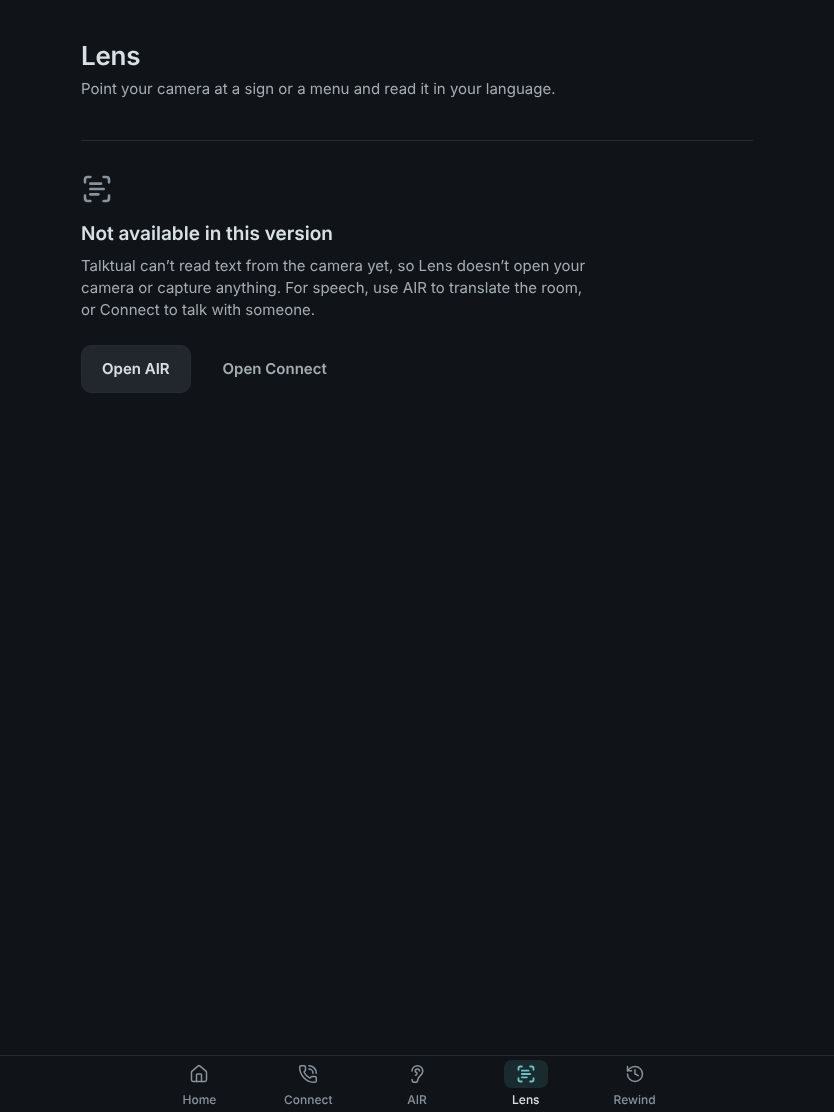 Lens
Point your camera at a sign or a menu and read it in your language.
Not available in this version
Talktual can’t read text from the camera yet, so Lens doesn’t open your
camera or capture anything. For speech, use AIR to translate the room,
or Connect to talk with someone.
Open AIR
Open Connect
Home
Connect
AIR
Lens
Rewind